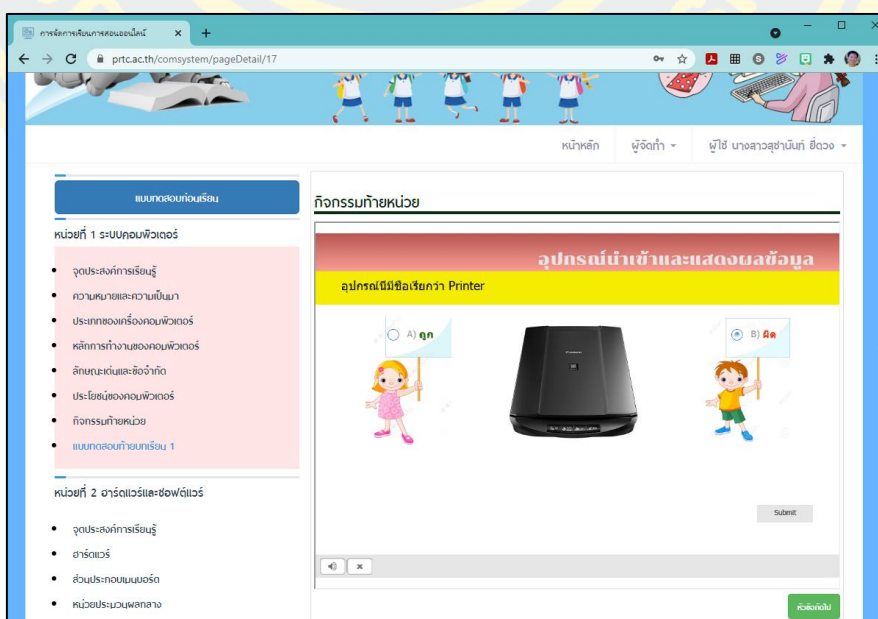 การจัดการเรียนการสอนออนไลน์
prtc.ac.th/comsystem/pageDetail/17
หน้าหลัก ผู้จัดทำ ผู้ใช้ นางสาวสุชานันท์ ยี่ดวง
แบบทดสอบก่อนเรียน
หน่วยที่ 1 ระบบคอมพิวเตอร์
จุดประสงค์การเรียนรู้
ความหมายและความเป็นมา
ประเภทของเครื่องคอมพิวเตอร์
หลักการทำงานของคอมพิวเตอร์
ลักษณะเด่นและข้อจำกัด
ประโยชน์ของคอมพิวเตอร์
กิจกรรมท้ายหน่วย
แบบทดสอบท้ายบทเรียน 1
หน่วยที่ 2 ฮาร์ดแวร์และซอฟต์แวร์
จุดประสงค์การเรียนรู้
ฮาร์ดแวร์
ส่วนประกอบเมนบอร์ด
หน่วยประมวนผลกลาง
กิจกรรมท้ายหน่วย
อุปกรณ์นำเข้าและแสดงผลข้อมูล
อุปกรณ์นี้มีชื่อเรียกว่า Printer
A) ถูก
B) ผิด
Submit
หัวข้อถัดไป